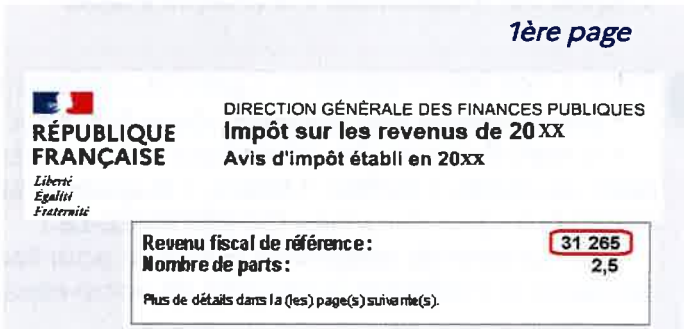 1ère page
RÉPUBLIQUE
FRANÇAISE
Liberté
Égalité
Fraternité
DIRECTION GÉNÉRALE DES FINANCES PUBLIQUES
Impôt sur les revenus de 20XX
Avis d'impôt établi en 20XX
Revenu fiscal de référence : 31 265
Nombre de parts : 2,5
Plus de détails dans la (les) page(s) suivante(s).